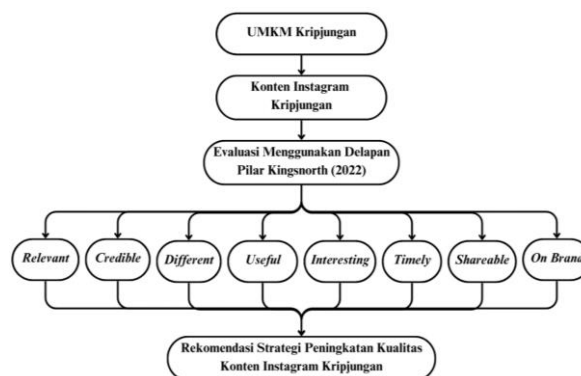 UMKM Kripjungan
Konten Instagram
Kripjungan
Evaluasi Menggunakan Delapan
Pilar Kingsnorth (2022)
Relevant
Credible
Different
Useful
Interesting
Timely
Shareable
On Brand
Rekomendasi Strategi Peningkatan Kualitas
Konten Instagram Kripjungan